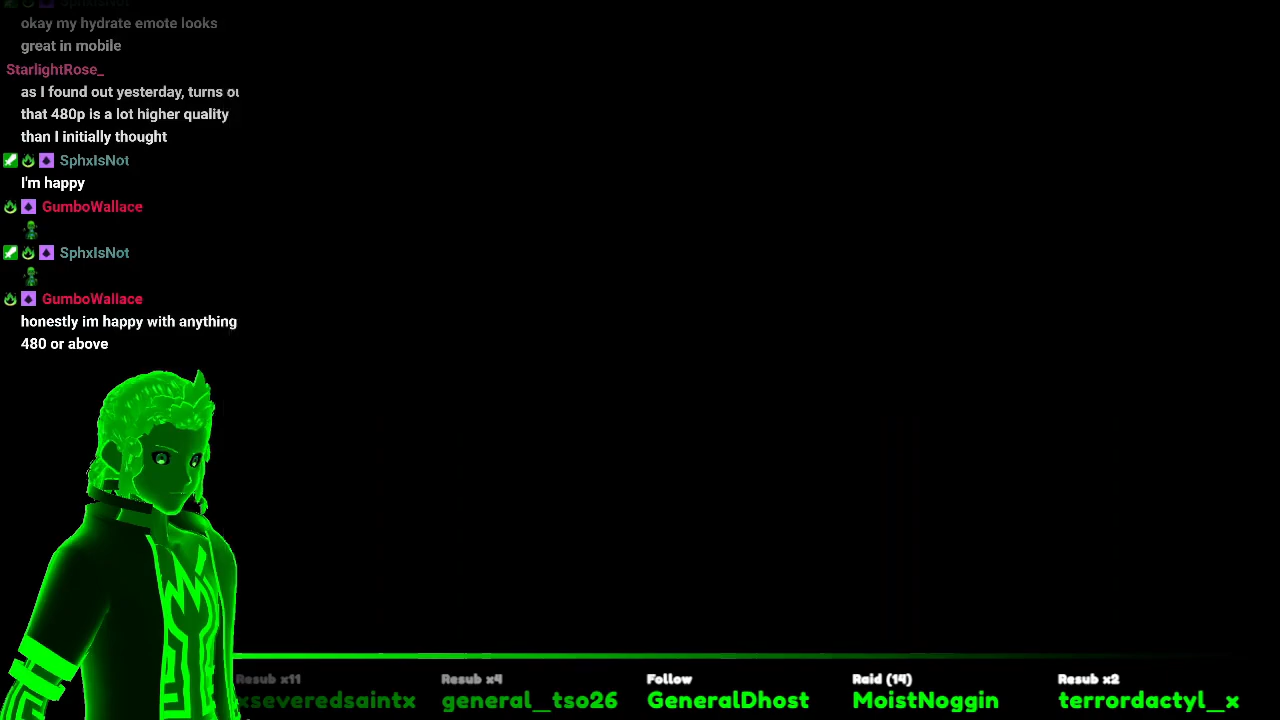 okay my hydrate emote looks
great in mobile
StarlightRose_
as I found out yesterday, turns
that 480p is a lot higher quality
than I initially thought
SphxIsNot
I'm happy
GumboWallace
SphxIsNot
GumboWallace
honestly im happy with anything
480 or above
Resub x11
xseveredsaintx
Resub x4
general_tso26
Follow
GeneralDhost
Raid (14)
MoistNoggin
Resub x2
terrordactyl_x